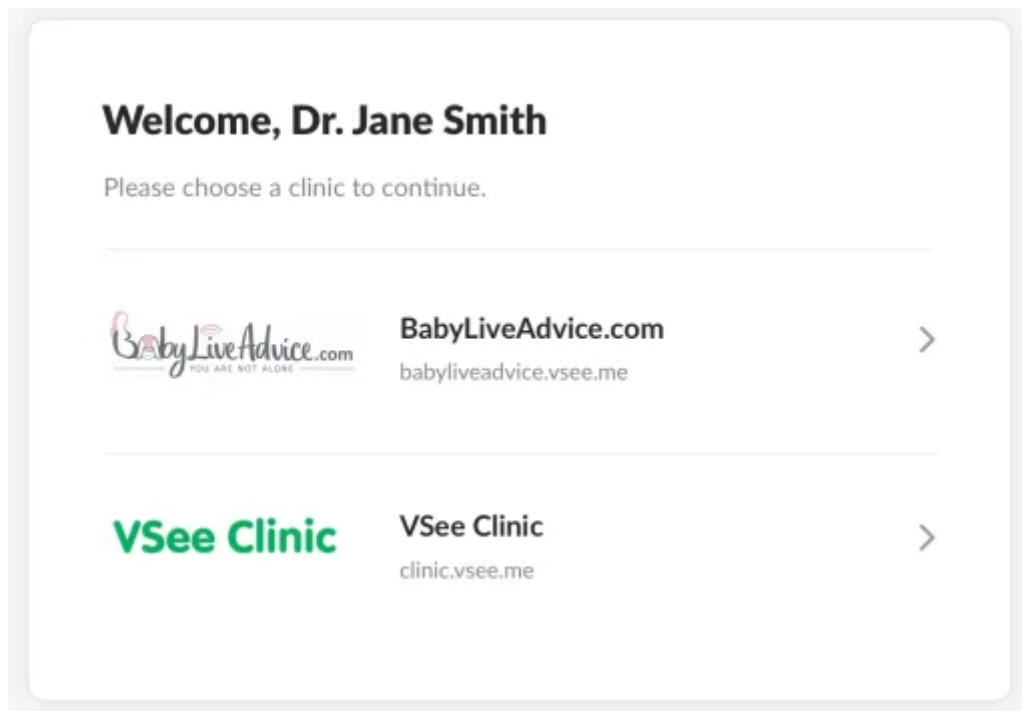 Welcome, Dr. Jane Smith
Please choose a clinic to continue.
BabyLiveAdvice.com
YOU ARE NOT ALONE
BabyLiveAdvice.com
babyliveadvice.vsee.me
VSee Clinic
VSee Clinic
clinic.vsee.me